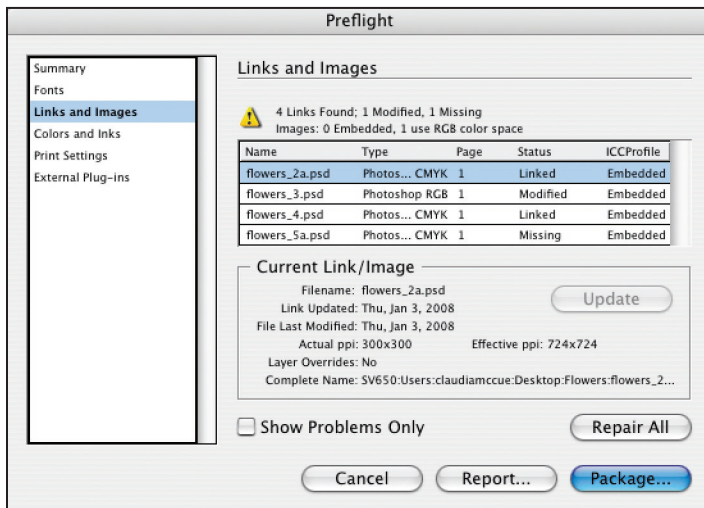 Preflight
Summary
Fonts
Links and Images
Colors and Inks
Print Settings
External Plug-ins
Links and Images
4 Links Found; 1 Modified, 1 Missing
Images: 0 Embedded, 1 use RGB color space
Name Type Page Status ICCProfile
flowers_2a.psd Photos... CMYK 1 Linked Embedded
flowers_3.psd Photoshop RGB 1 Modified Embedded
flowers_4.psd Photos... CMYK 1 Linked Embedded
flowers_5a.psd Photos... CMYK 1 Missing Embedded
Current Link/Image
Filename: flowers_2a.psd
Update
Link Updated: Thu, Jan 3, 2008
File Last Modified: Thu, Jan 3, 2008
Actual ppi: 300x300 Effective ppi: 724x724
Layer Overrides: No
Complete Name: SV650:Users:claudiamccue:Desktop:Flowers:flowers_2...
Show Problems Only
Repair All
Cancel
Report...
Package...